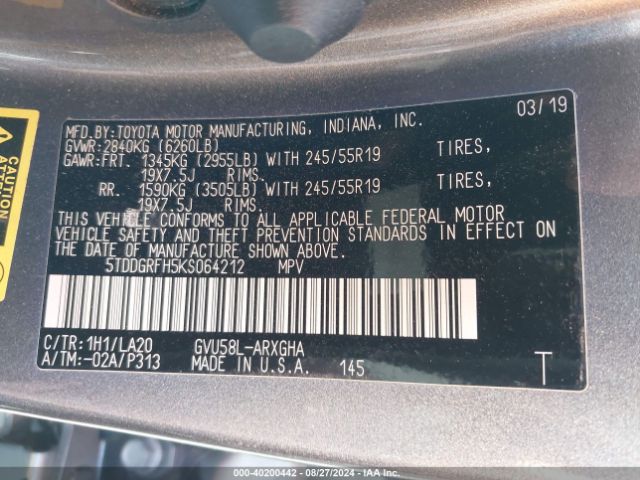 03/19
MFD.BY:TOYOTA MOTOR MANUFACTURING, INDIANA, INC.
GVWR:2840KG (6260LB)
GAWR:FRT. 1345KG (2955LB) WITH 245/55R19 TIRES,
19X7.5J RIMS.
RR. 1590KG (3505LB) WITH 245/55R19 TIRES,
19X7.5J RIMS.
THIS VEHICLE CONFORMS TO ALL APPLICABLE FEDERAL MOTOR
VEHICLE SAFETY AND THEFT PREVENTION STANDARDS IN EFFECT ON
THE DATE OF MANUFACTURE SHOWN ABOVE.
5TDDGRFH5KS064212 MPV
C/TR:1H1/LA20 GVU58L-ARXGHA
A/TM:-02A/P313 MADE IN U.S.A. 145 T
CAUTION
000-40200442 - 08/27/2024 - IAA Inc.